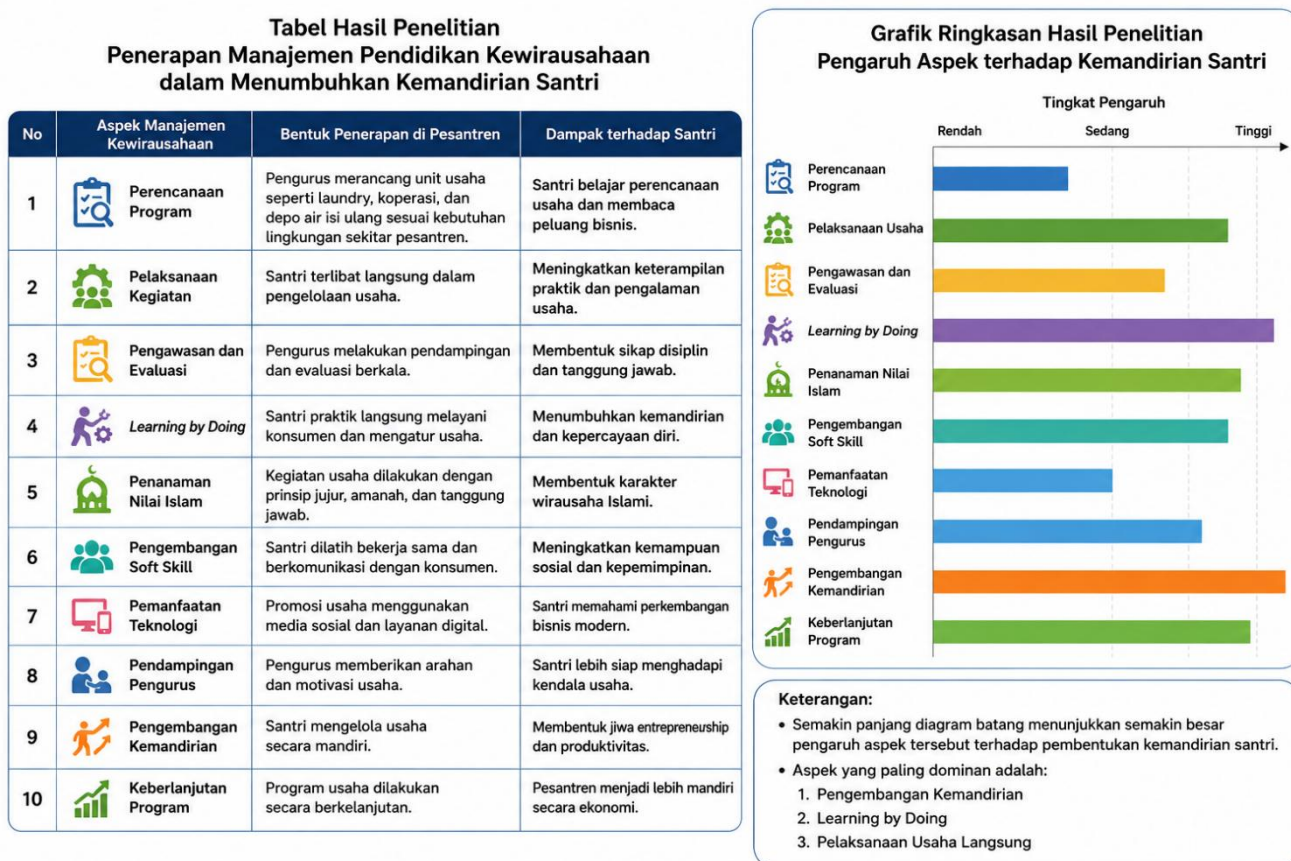 Tabel Hasil Penelitian
Penerapan Manajemen Pendidikan Kewirausahaan
dalam Menumbuhkan Kemandirian Santri
No
Aspek Manajemen
Kewirausahaan
Bentuk Penerapan di Pesantren
Dampak terhadap Santri
1
Perencanaan
Program
Pengurus merancang unit usaha
seperti laundry, koperasi, dan
depo air isi ulang sesuai kebutuhan
lingkungan sekitar pesantren.
Santri belajar perencanaan
usaha dan membaca
peluang bisnis.
2
Pelaksanaan
Kegiatan
Santri terlibat langsung dalam
pengelolaan usaha.
Meningkatkan keterampilan
praktik dan pengalaman
usaha.
3
Pengawasan dan
Evaluasi
Pengurus melakukan pendampingan
dan evaluasi berkala.
Membentuk sikap disiplin
dan tanggung jawab.
4
Learning by Doing
Santri praktik langsung melayani
konsumen dan mengatur usaha.
Menumbuhkan kemandirian
dan kepercayaan diri.
5
Penanaman
Nilai Islam
Kegiatan usaha dilakukan dengan
prinsip jujur, amanah, dan tanggung
jawab.
Membentuk karakter
wirausaha Islami.
6
Pengembangan
Soft Skill
Santri dilatih bekerja sama dan
berkomunikasi dengan konsumen.
Meningkatkan kemampuan
sosial dan kepemimpinan.
7
Pemanfaatan
Teknologi
Promosi usaha menggunakan
media sosial dan layanan digital.
Santri memahami perkembangan
bisnis modern.
8
Pendampingan
Pengurus
Pengurus memberikan arahan
dan motivasi usaha.
Santri lebih siap menghadapi
kendala usaha.
9
Pengembangan
Kemandirian
Santri mengelola usaha
secara mandiri.
Membentuk jiwa entrepreneurship
dan produktivitas.
10
Keberlanjutan
Program
Program usaha dilakukan
secara berkelanjutan.
Pesantren menjadi lebih mandiri
secara ekonomi.
Grafik Ringkasan Hasil Penelitian
Pengaruh Aspek terhadap Kemandirian Santri
Tingkat Pengaruh
Rendah
Sedang
Tinggi
Perencanaan
Program
Pelaksanaan Usaha
Pengawasan dan
Evaluasi
Learning by Doing
Penanaman Nilai
Islam
Pengembangan
Soft Skill
Pemanfaatan
Teknologi
Pendampingan
Pengurus
Pengembangan
Kemandirian
Keberlanjutan
Program
Keterangan:
• Semakin panjang diagram batang menunjukkan semakin besar
pengaruh aspek tersebut terhadap pembentukan kemandirian santri.
• Aspek yang paling dominan adalah:
1. Pengembangan Kemandirian
2. Learning by Doing
3. Pelaksanaan Usaha Langsung